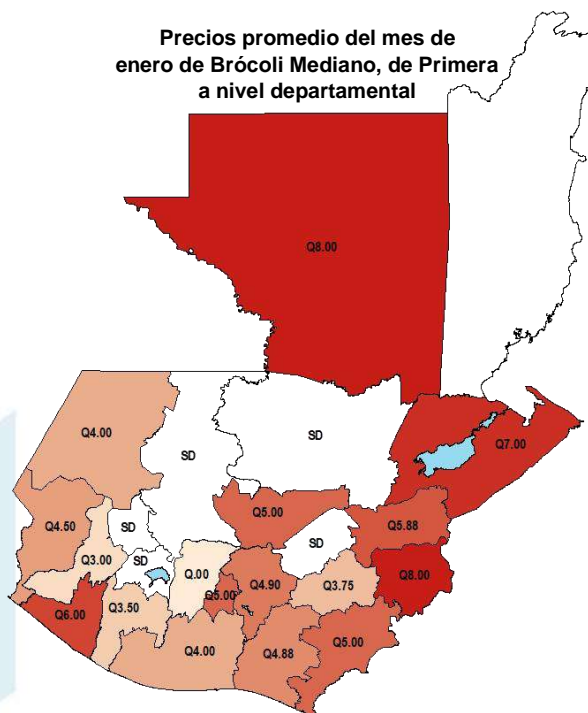 Precios promedio del mes de
enero de Brócoli Mediano, de Primera
a nivel departamental
Q8.00
Q4.00
SD
SD
Q7.00
Q4.50
SD
Q5.00
Q5.88
Q3.00
SD
Q.00
SD
Q5.00
Q4.90
Q3.75
Q8.00
Q6.00
Q3.50
Q4.00
Q4.88
Q5.00